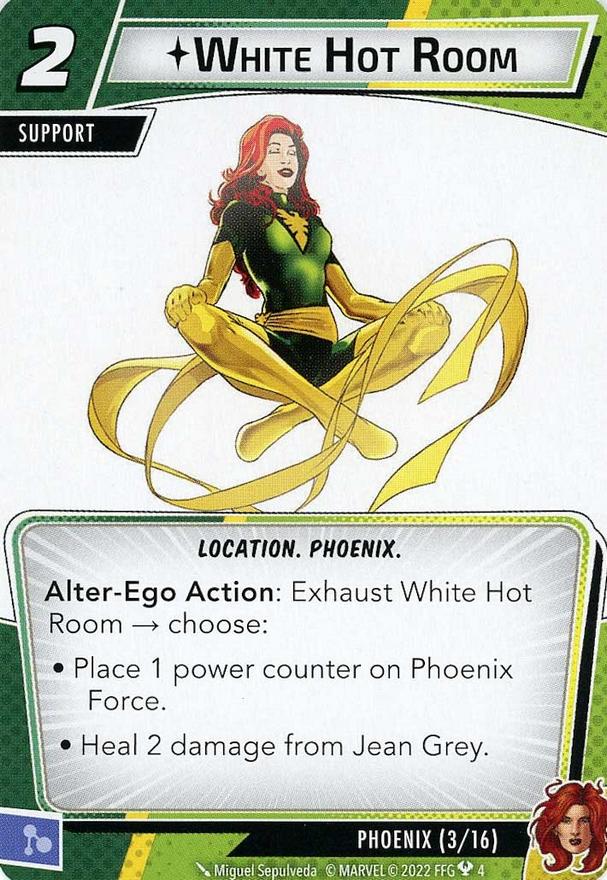 2
White Hot Room
SUPPORT
LOCATION. PHOENIX.
Alter-Ego Action: Exhaust White Hot
Room → choose:
• Place 1 power counter on Phoenix
Force.
• Heal 2 damage from Jean Grey.
PHOENIX (3/16)
Miguel Sepulveda © MARVEL © 2022 FFG 4